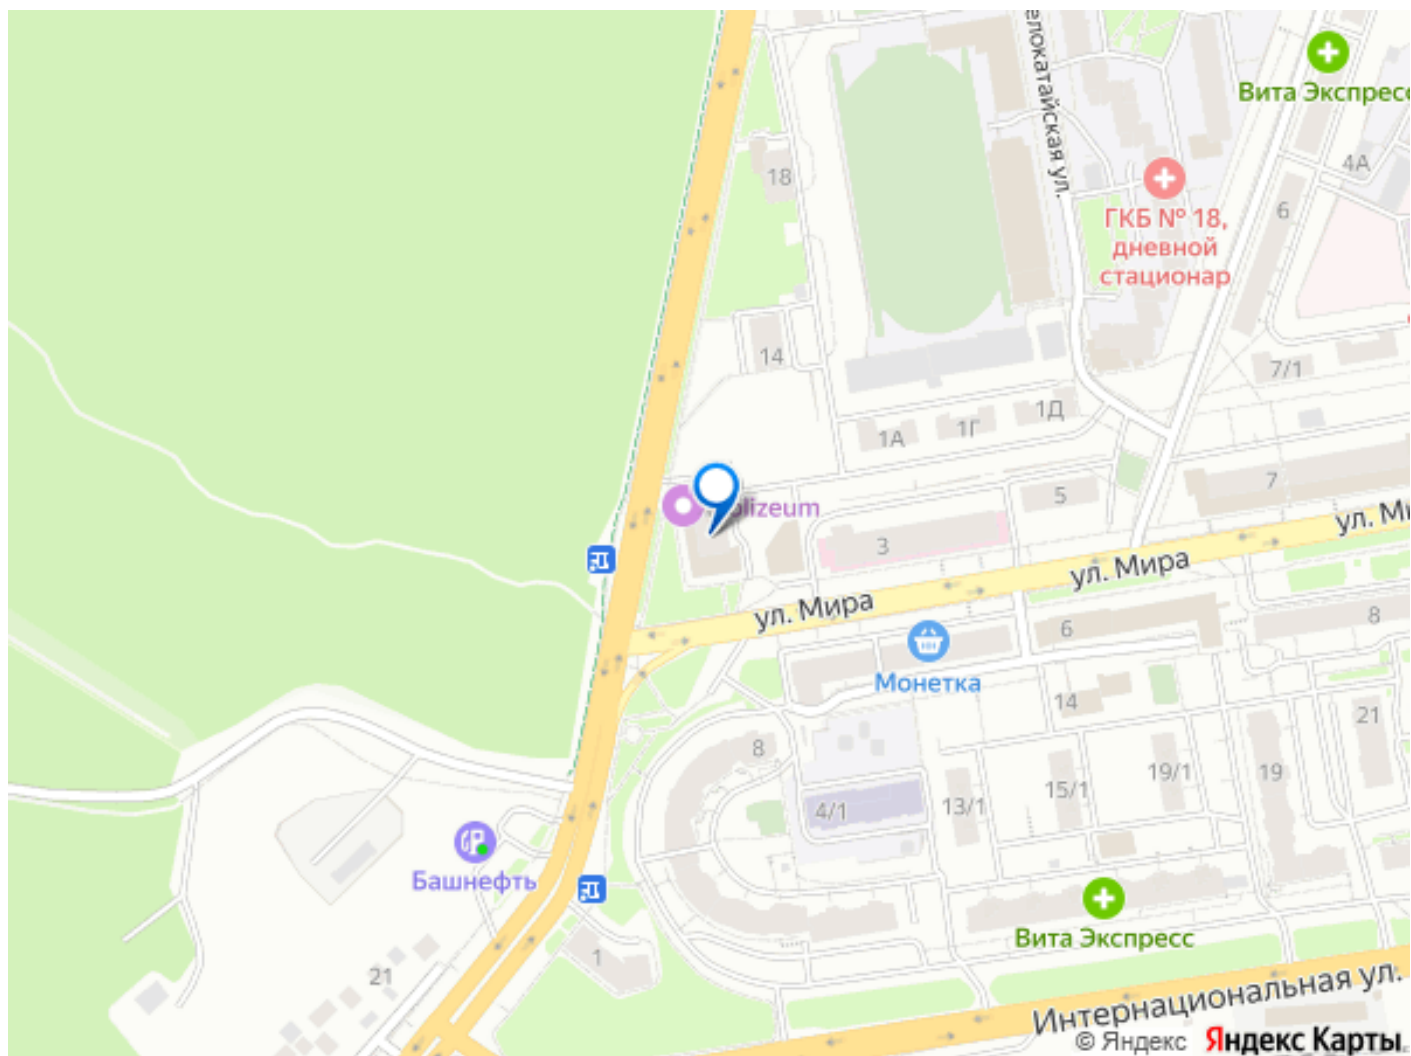 елокатайская ул.
Вита Экспресс
4А
18
6
ГКБ № 18,
дневной
стационар
14
7/1
1А
1Г
1Д
7
5
olizeum
ул. Ми
3
ул. Мира
ул. Мира
6
8
Монетка
14
21
8
19/1
19
15/1
13/1
4/1
Башнефть
Вита Экспресс
1
21
Интернациональная ул.
© Яндекс
Яндекс Карты